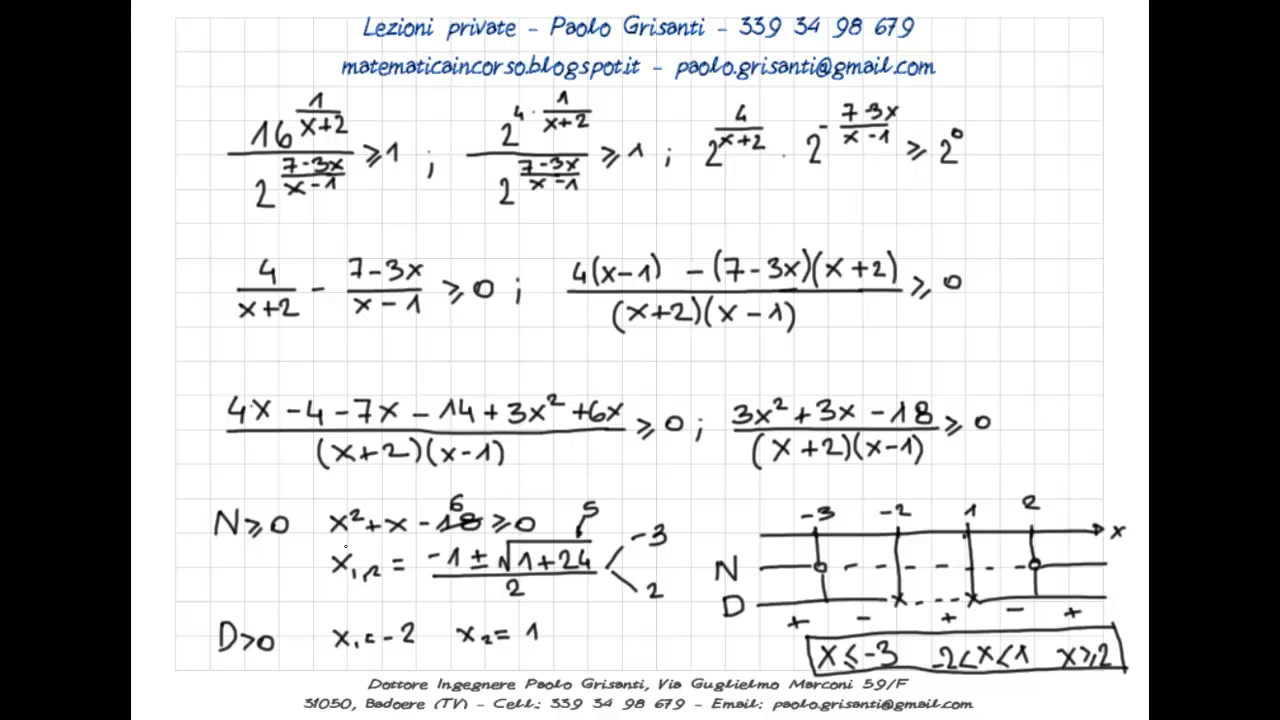 Lezioni private - Paolo Grisanti - 339 34 98 679
matematicaincorso.blogspot.it - paolo.grisanti@gmail.com
16^(1/(x+2)) / 2^((7-3x)/(x-1)) ≥ 1 ; 2^(4·1/(x+2)) / 2^((7-3x)/(x-1)) ≥ 1 ; 2^(4/(x+2)) · 2^(-(7-3x)/(x-1)) ≥ 2^0
4/(x+2) - (7-3x)/(x-1) ≥ 0 ; (4(x-1) - (7-3x)(x+2)) / ((x+2)(x-1)) ≥ 0
(4x-4-7x-14+3x²+6x) / ((x+2)(x-1)) ≥ 0 ; (3x²+3x-18) / ((x+2)(x-1)) ≥ 0
N≥0 x²+x-6 ≥0 5
x1,2 = (-1±√(1+24)) / 2 -3 2
D>0 x1=-2 x2=1
-3 -2 1 2 x
N
D
+ - + - +
x≤-3 -2<x<1 x≥2
Dottore Ingegnere Paolo Grisanti, Via Guglielmo Marconi 59/F
31050, Badoere (TV) - Cell.: 339 34 98 679 - Email: paolo.grisanti@gmail.com